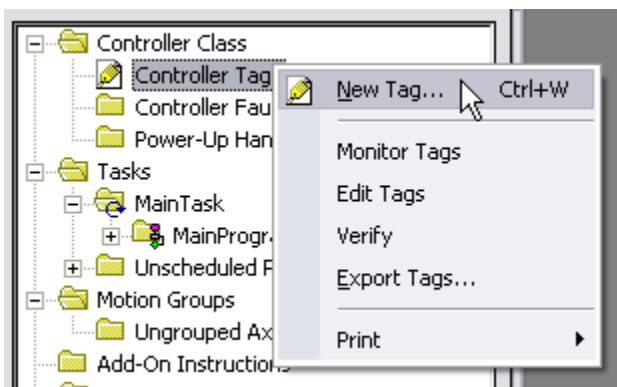 Controller Class
Controller Tag
Controller Fau
Power-Up Han
Tasks
MainTask
MainProgr
Unscheduled
Motion Groups
Ungrouped Ax
Add-On Instructions
New Tag... Ctrl+W
Monitor Tags
Edit Tags
Verify
Export Tags...
Print